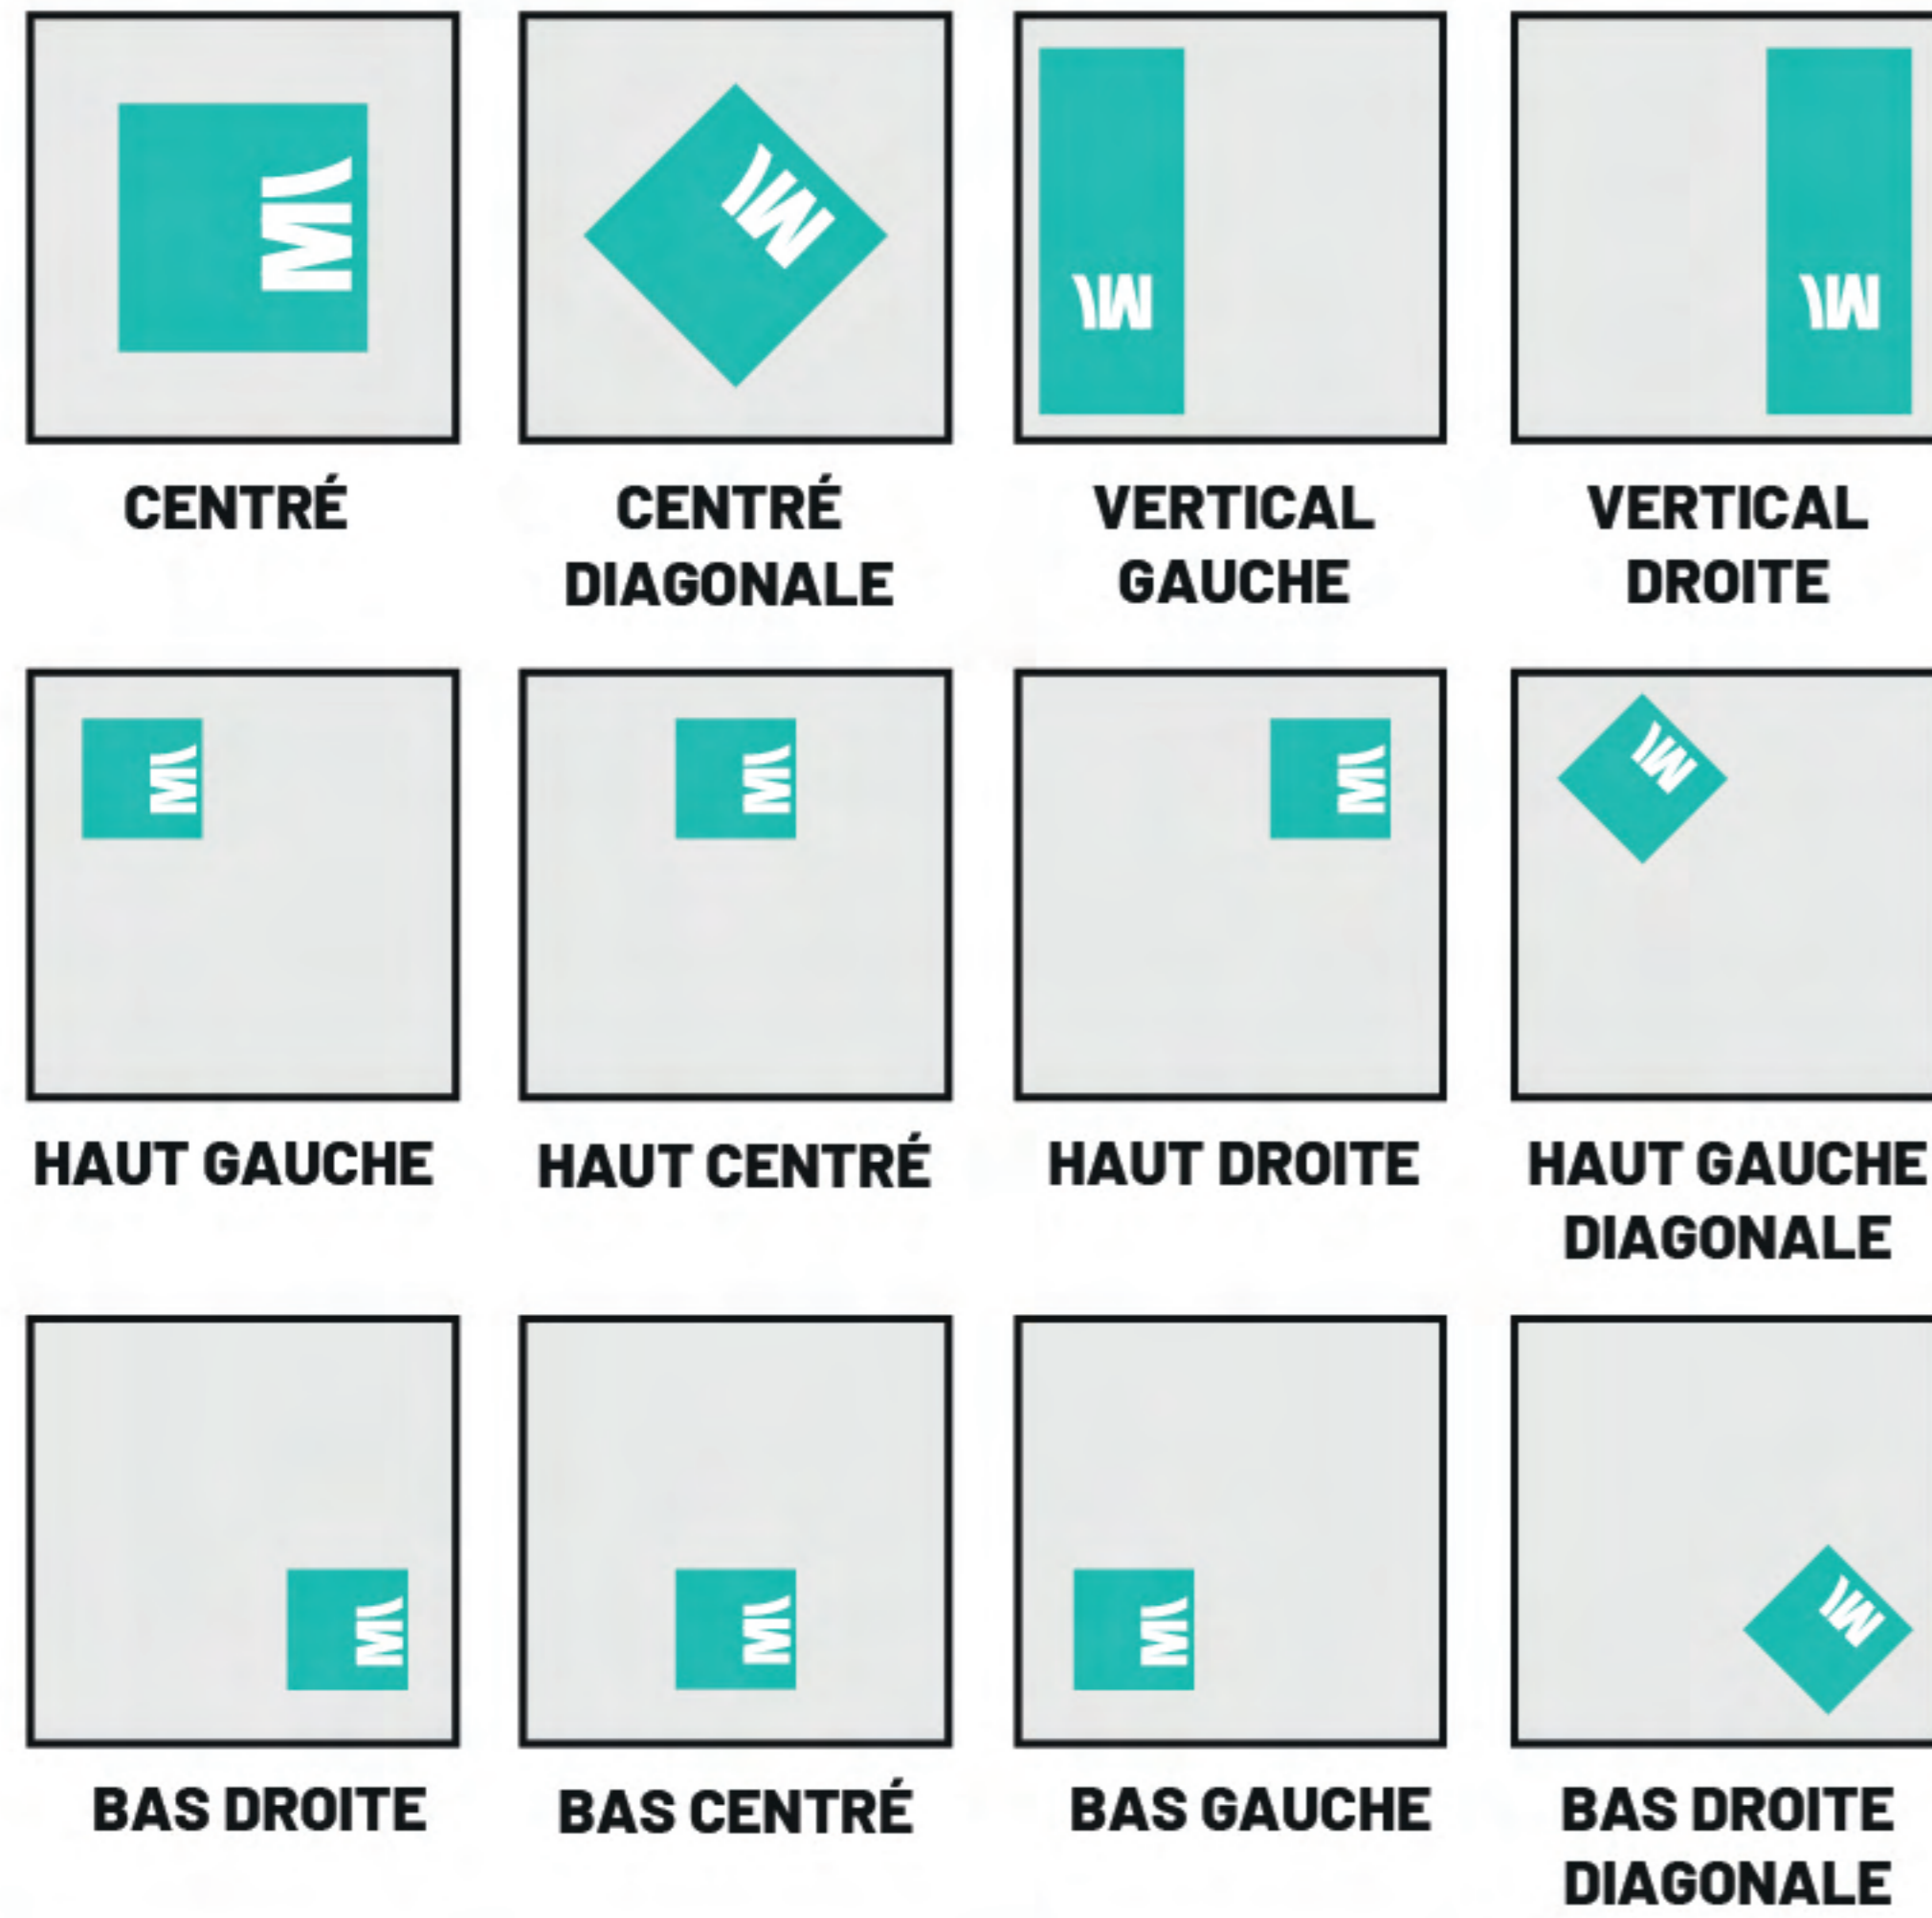 CENTRÉ
CENTRÉ
DIAGONALE
VERTICAL
GAUCHE
VERTICAL
DROITE
HAUT GAUCHE
HAUT CENTRÉ
HAUT DROITE
HAUT GAUCHE
DIAGONALE
BAS DROITE
BAS CENTRÉ
BAS GAUCHE
BAS DROITE
DIAGONALE